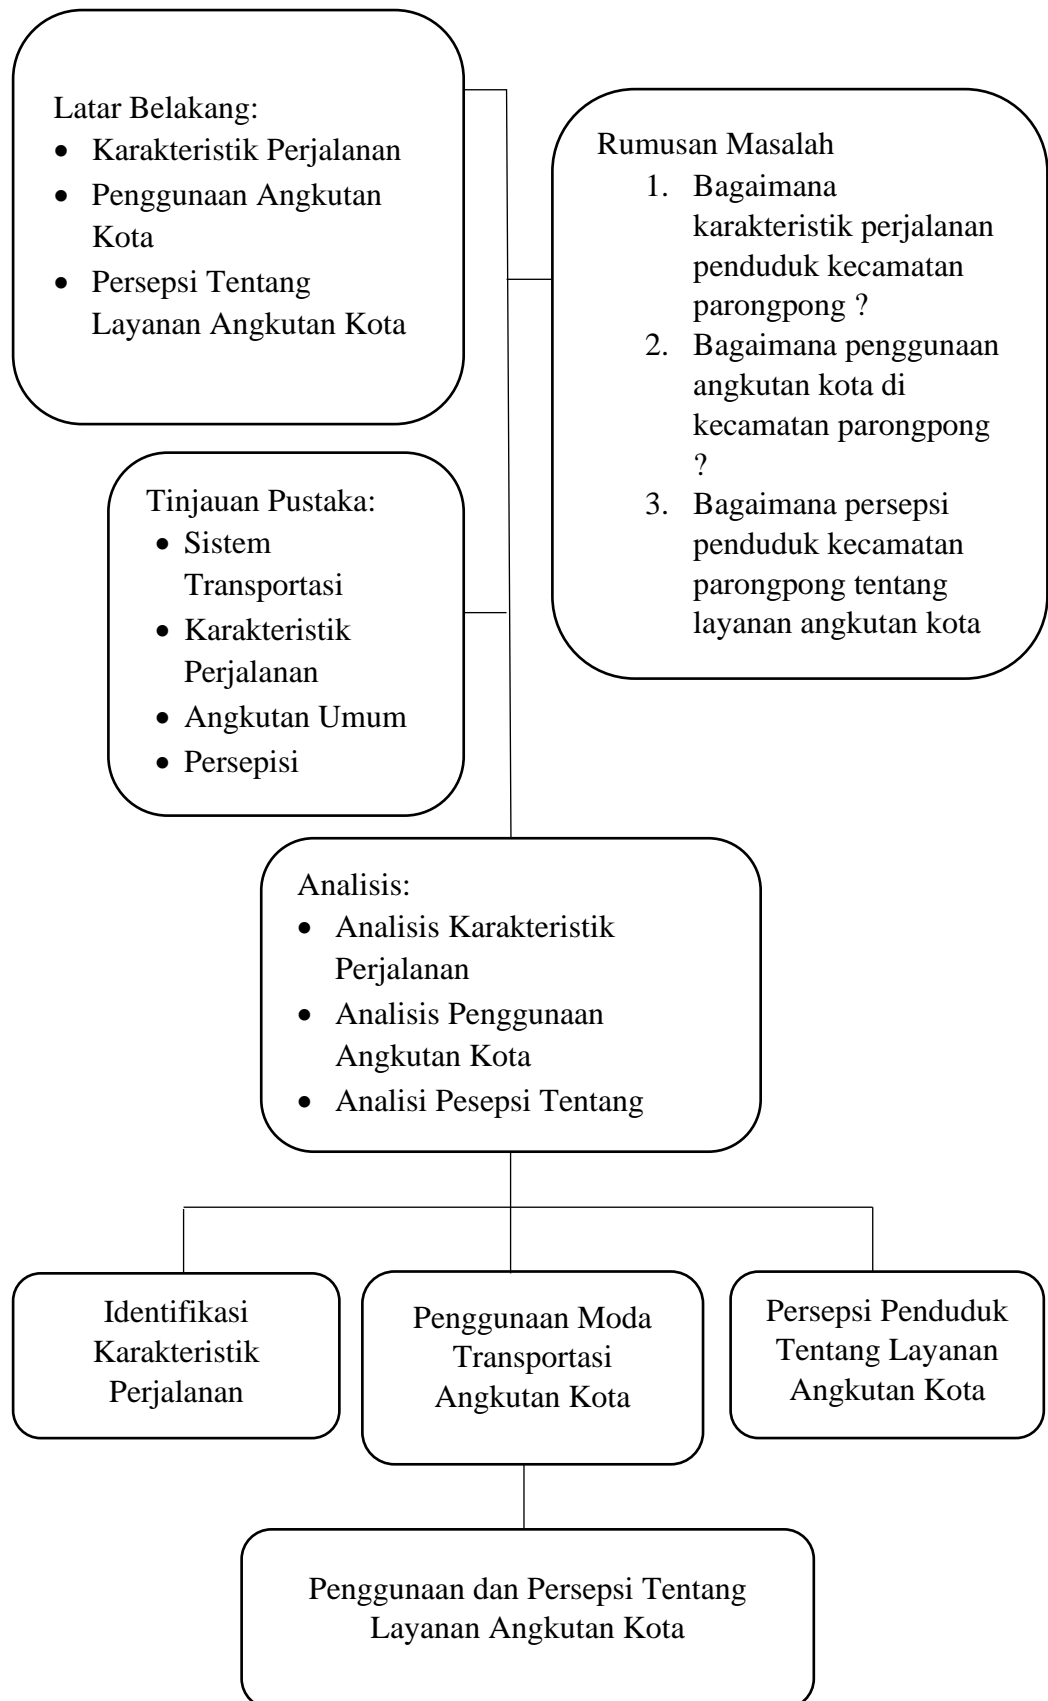 Latar Belakang:
• Karakteristik Perjalanan
• Penggunaan Angkutan
Kota
• Persepsi Tentang
Layanan Angkutan Kota
Rumusan Masalah
1. Bagaimana
karakteristik perjalanan
penduduk kecamatan
parongpong ?
2. Bagaimana penggunaan
angkutan kota di
kecamatan parongpong
?
3. Bagaimana persepsi
penduduk kecamatan
parongpong tentang
layanan angkutan kota
Tinjauan Pustaka:
• Sistem
Transportasi
• Karakteristik
Perjalanan
• Angkutan Umum
• Persepisi
Analisis:
• Analisis Karakteristik
Perjalanan
• Analisis Penggunaan
Angkutan Kota
• Analisi Pesepsi Tentang
Identifikasi
Karakteristik
Perjalanan
Penggunaan Moda
Transportasi
Angkutan Kota
Persepsi Penduduk
Tentang Layanan
Angkutan Kota
Penggunaan dan Persepsi Tentang
Layanan Angkutan Kota